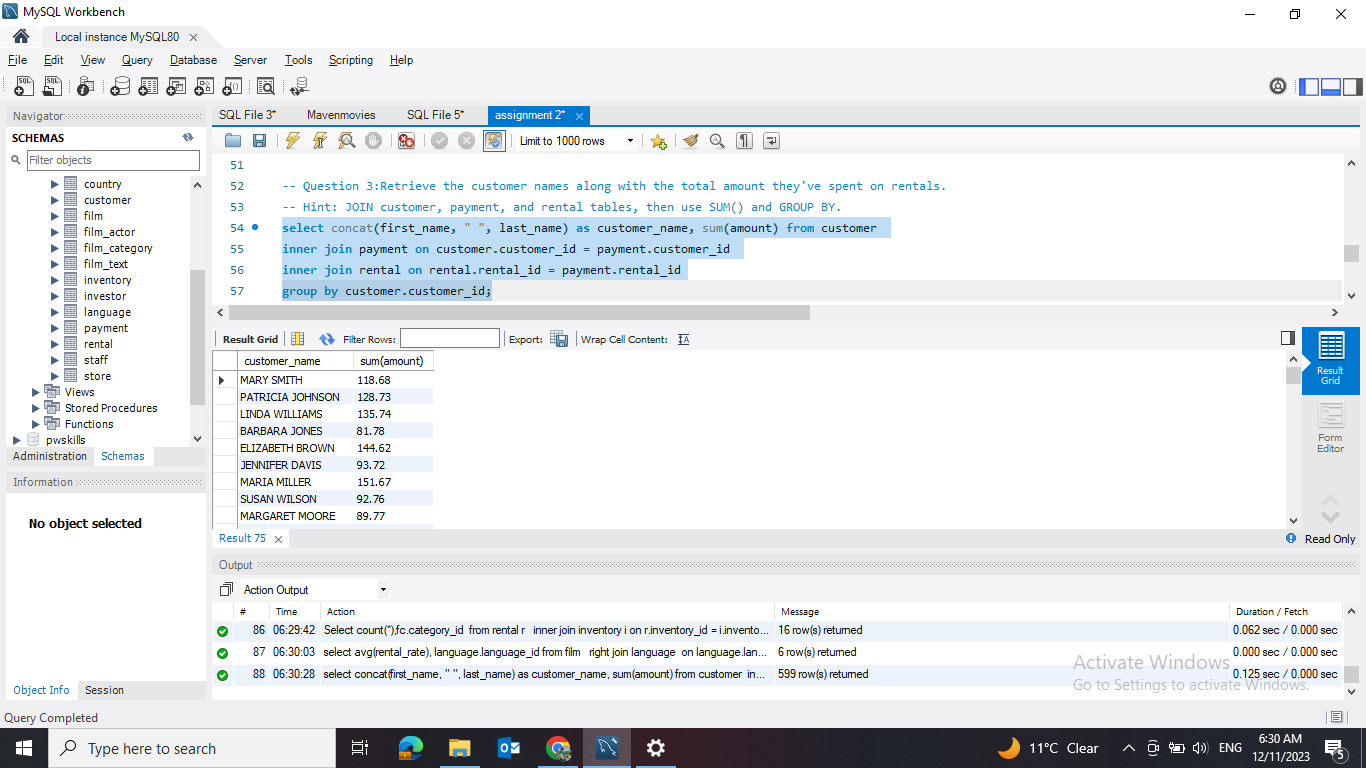 MySQL Workbench
Local instance MySQL80
File Edit View Query Database Server Tools Scripting Help
Navigator
SCHEMAS
Filter objects
country
customer
film
film_actor
film_category
film_text
inventory
investor
language
payment
rental
staff
store
Views
Stored Procedures
Functions
pwskills
Administration Schemas
Information
No object selected
Object Info Session
SQL File 3* Mavenmovies SQL File 5* assignment 2*
Limit to 1000 rows
51
52 -- Question 3:Retrieve the customer names along with the total amount they've spent on rentals.
53 -- Hint: JOIN customer, payment, and rental tables, then use SUM() and GROUP BY.
54 select concat(first_name, " ", last_name) as customer_name, sum(amount) from customer
55 inner join payment on customer.customer_id = payment.customer_id
56 inner join rental on rental.rental_id = payment.rental_id
57 group by customer.customer_id;
Result Grid Filter Rows: Export: Wrap Cell Content:
customer_name sum(amount)
MARY SMITH 118.68
PATRICIA JOHNSON 128.73
LINDA WILLIAMS 135.74
BARBARA JONES 81.78
ELIZABETH BROWN 144.62
JENNIFER DAVIS 93.72
MARIA MILLER 151.67
SUSAN WILSON 92.76
MARGARET MOORE 89.77
Result Grid
Form Editor
Result 75
Read Only
Output
Action Output
# Time Action Message Duration / Fetch
86 06:29:42 Select count(*),fc.category_id from rental r inner join inventory i on r.inventory_id = i.invento... 16 row(s) returned 0.062 sec / 0.000 sec
87 06:30:03 select avg(rental_rate), language.language_id from film right join language on language.lan... 6 row(s) returned 0.000 sec / 0.000 sec
88 06:30:28 select concat(first_name, " ", last_name) as customer_name, sum(amount) from customer in... 599 row(s) returned 0.125 sec / 0.000 sec
Activate Windows
Go to Settings to activate Windows.
Query Completed
Type here to search
11°C Clear
ENG
6:30 AM
12/11/2023
5